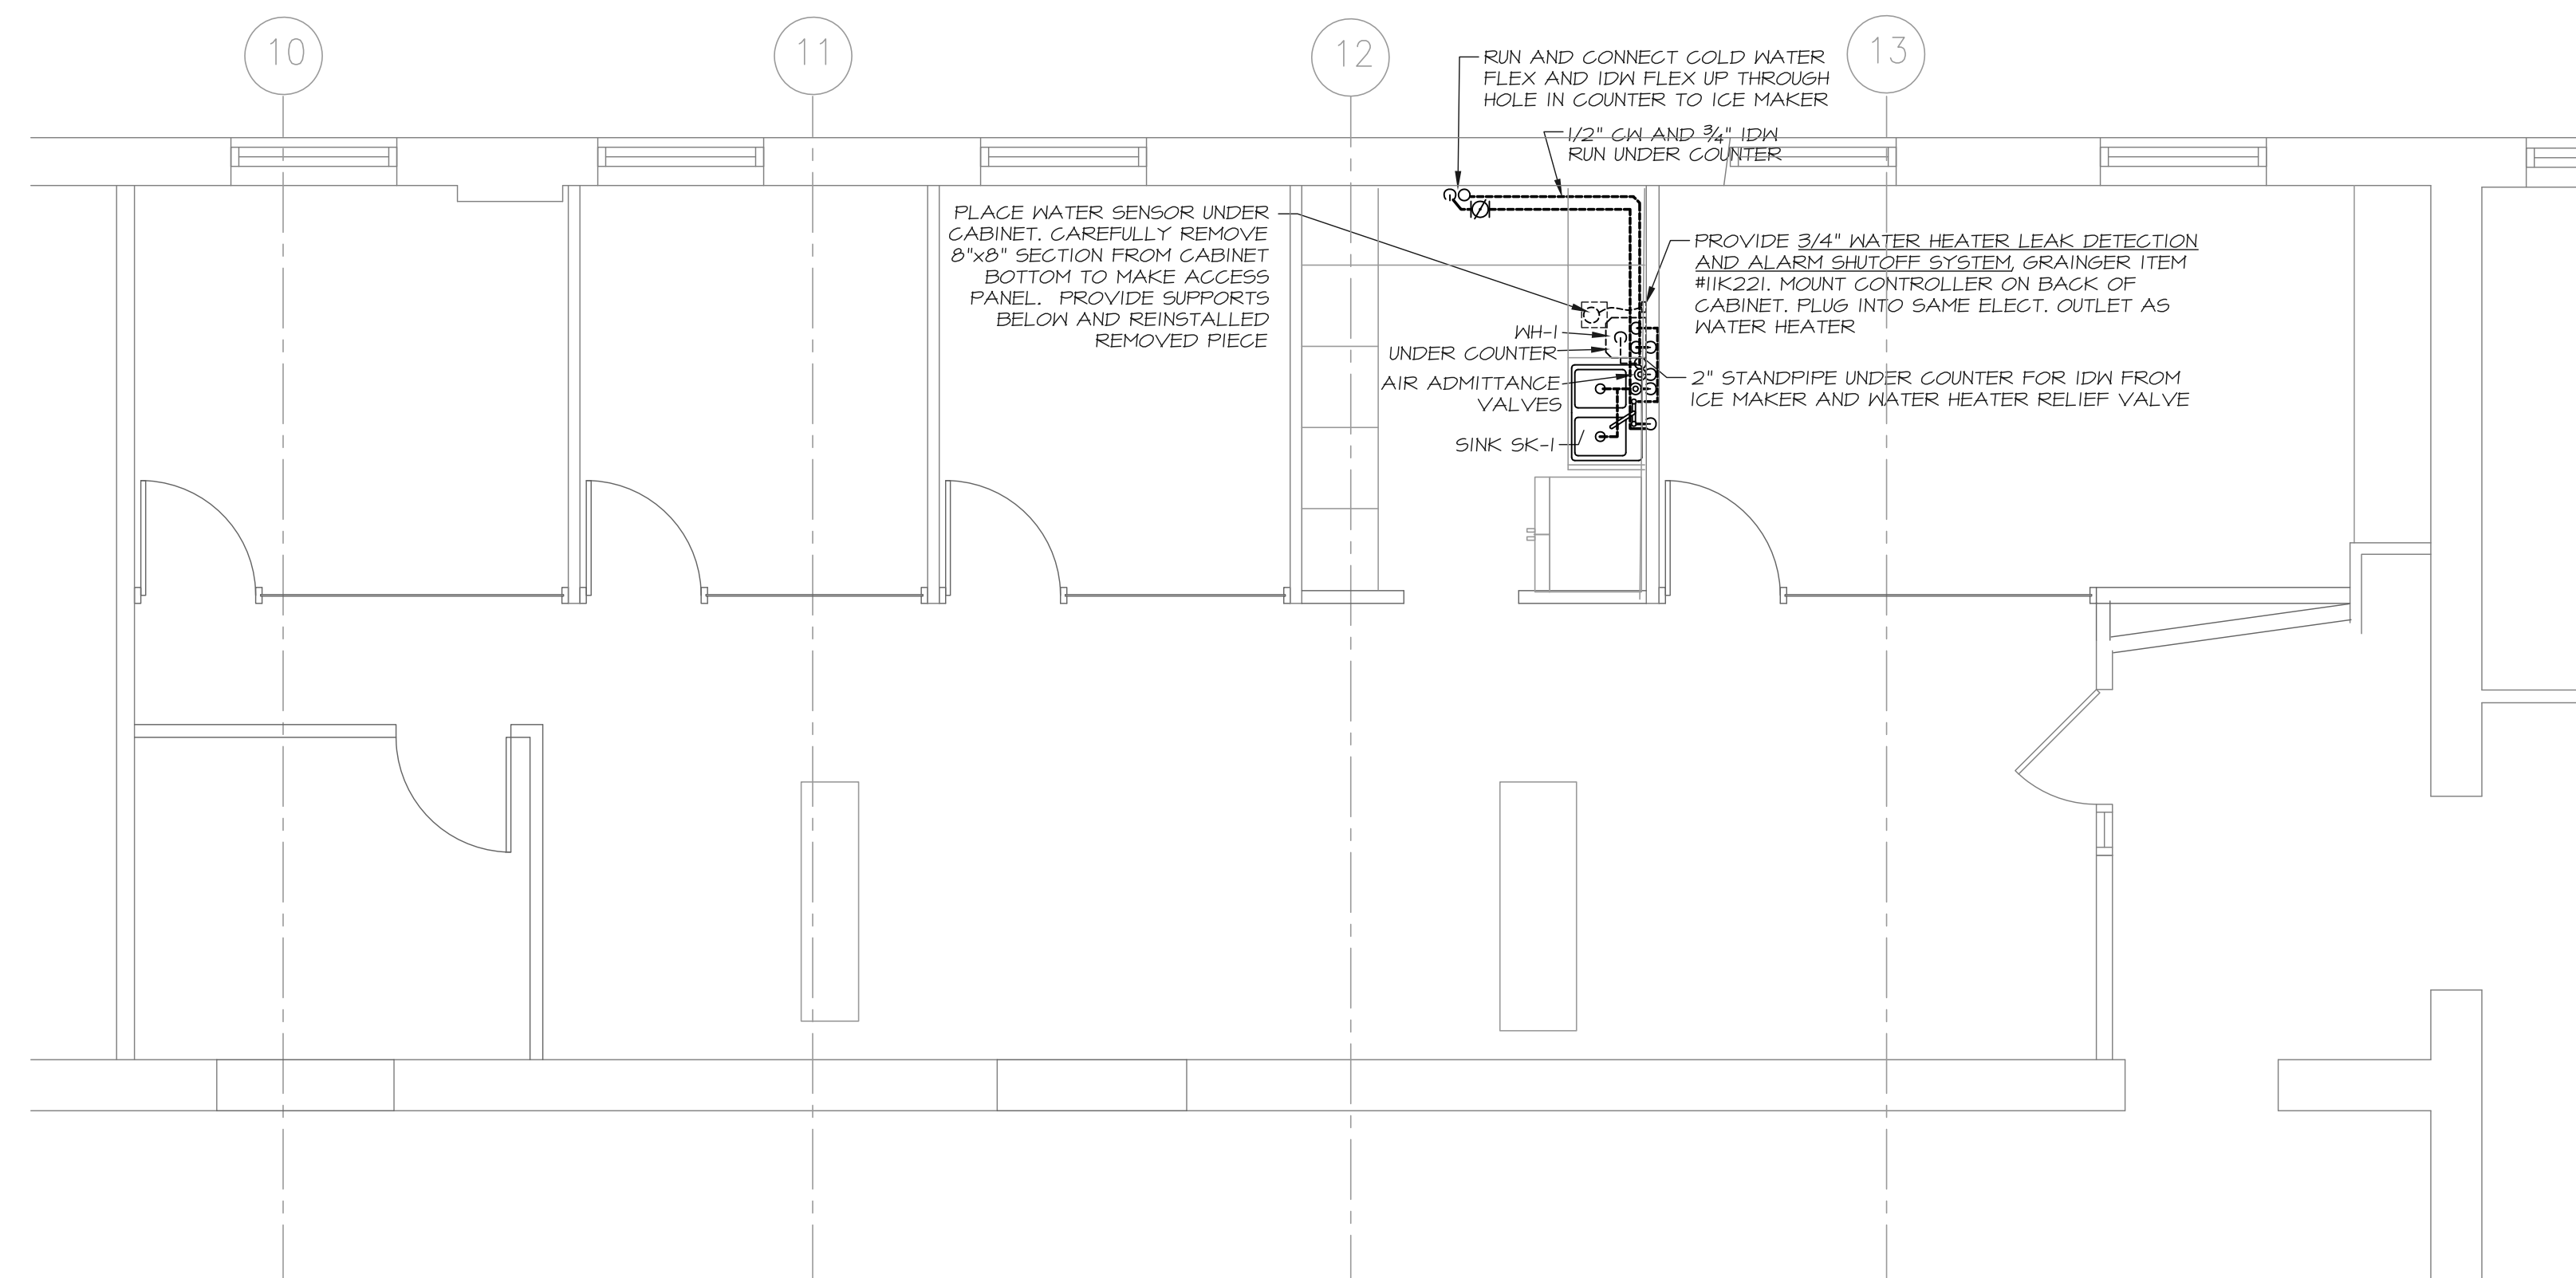 10
11
12
13
RUN AND CONNECT COLD WATER
FLEX AND IDW FLEX UP THROUGH
HOLE IN COUNTER TO ICE MAKER
1/2" CW AND 3/4" IDW
RUN UNDER COUNTER
PLACE WATER SENSOR UNDER
CABINET. CAREFULLY REMOVE
8"x8" SECTION FROM CABINET
BOTTOM TO MAKE ACCESS
PANEL. PROVIDE SUPPORTS
BELOW AND REINSTALLED
REMOVED PIECE
PROVIDE 3/4" WATER HEATER LEAK DETECTION
AND ALARM SHUTOFF SYSTEM, GRAINGER ITEM
#11K221. MOUNT CONTROLLER ON BACK OF
CABINET. PLUG INTO SAME ELECT. OUTLET AS
WATER HEATER
WH-1
UNDER COUNTER
AIR ADMITTANCE
VALVES
2" STANDPIPE UNDER COUNTER FOR IDW FROM
ICE MAKER AND WATER HEATER RELIEF VALVE
SINK SK-1